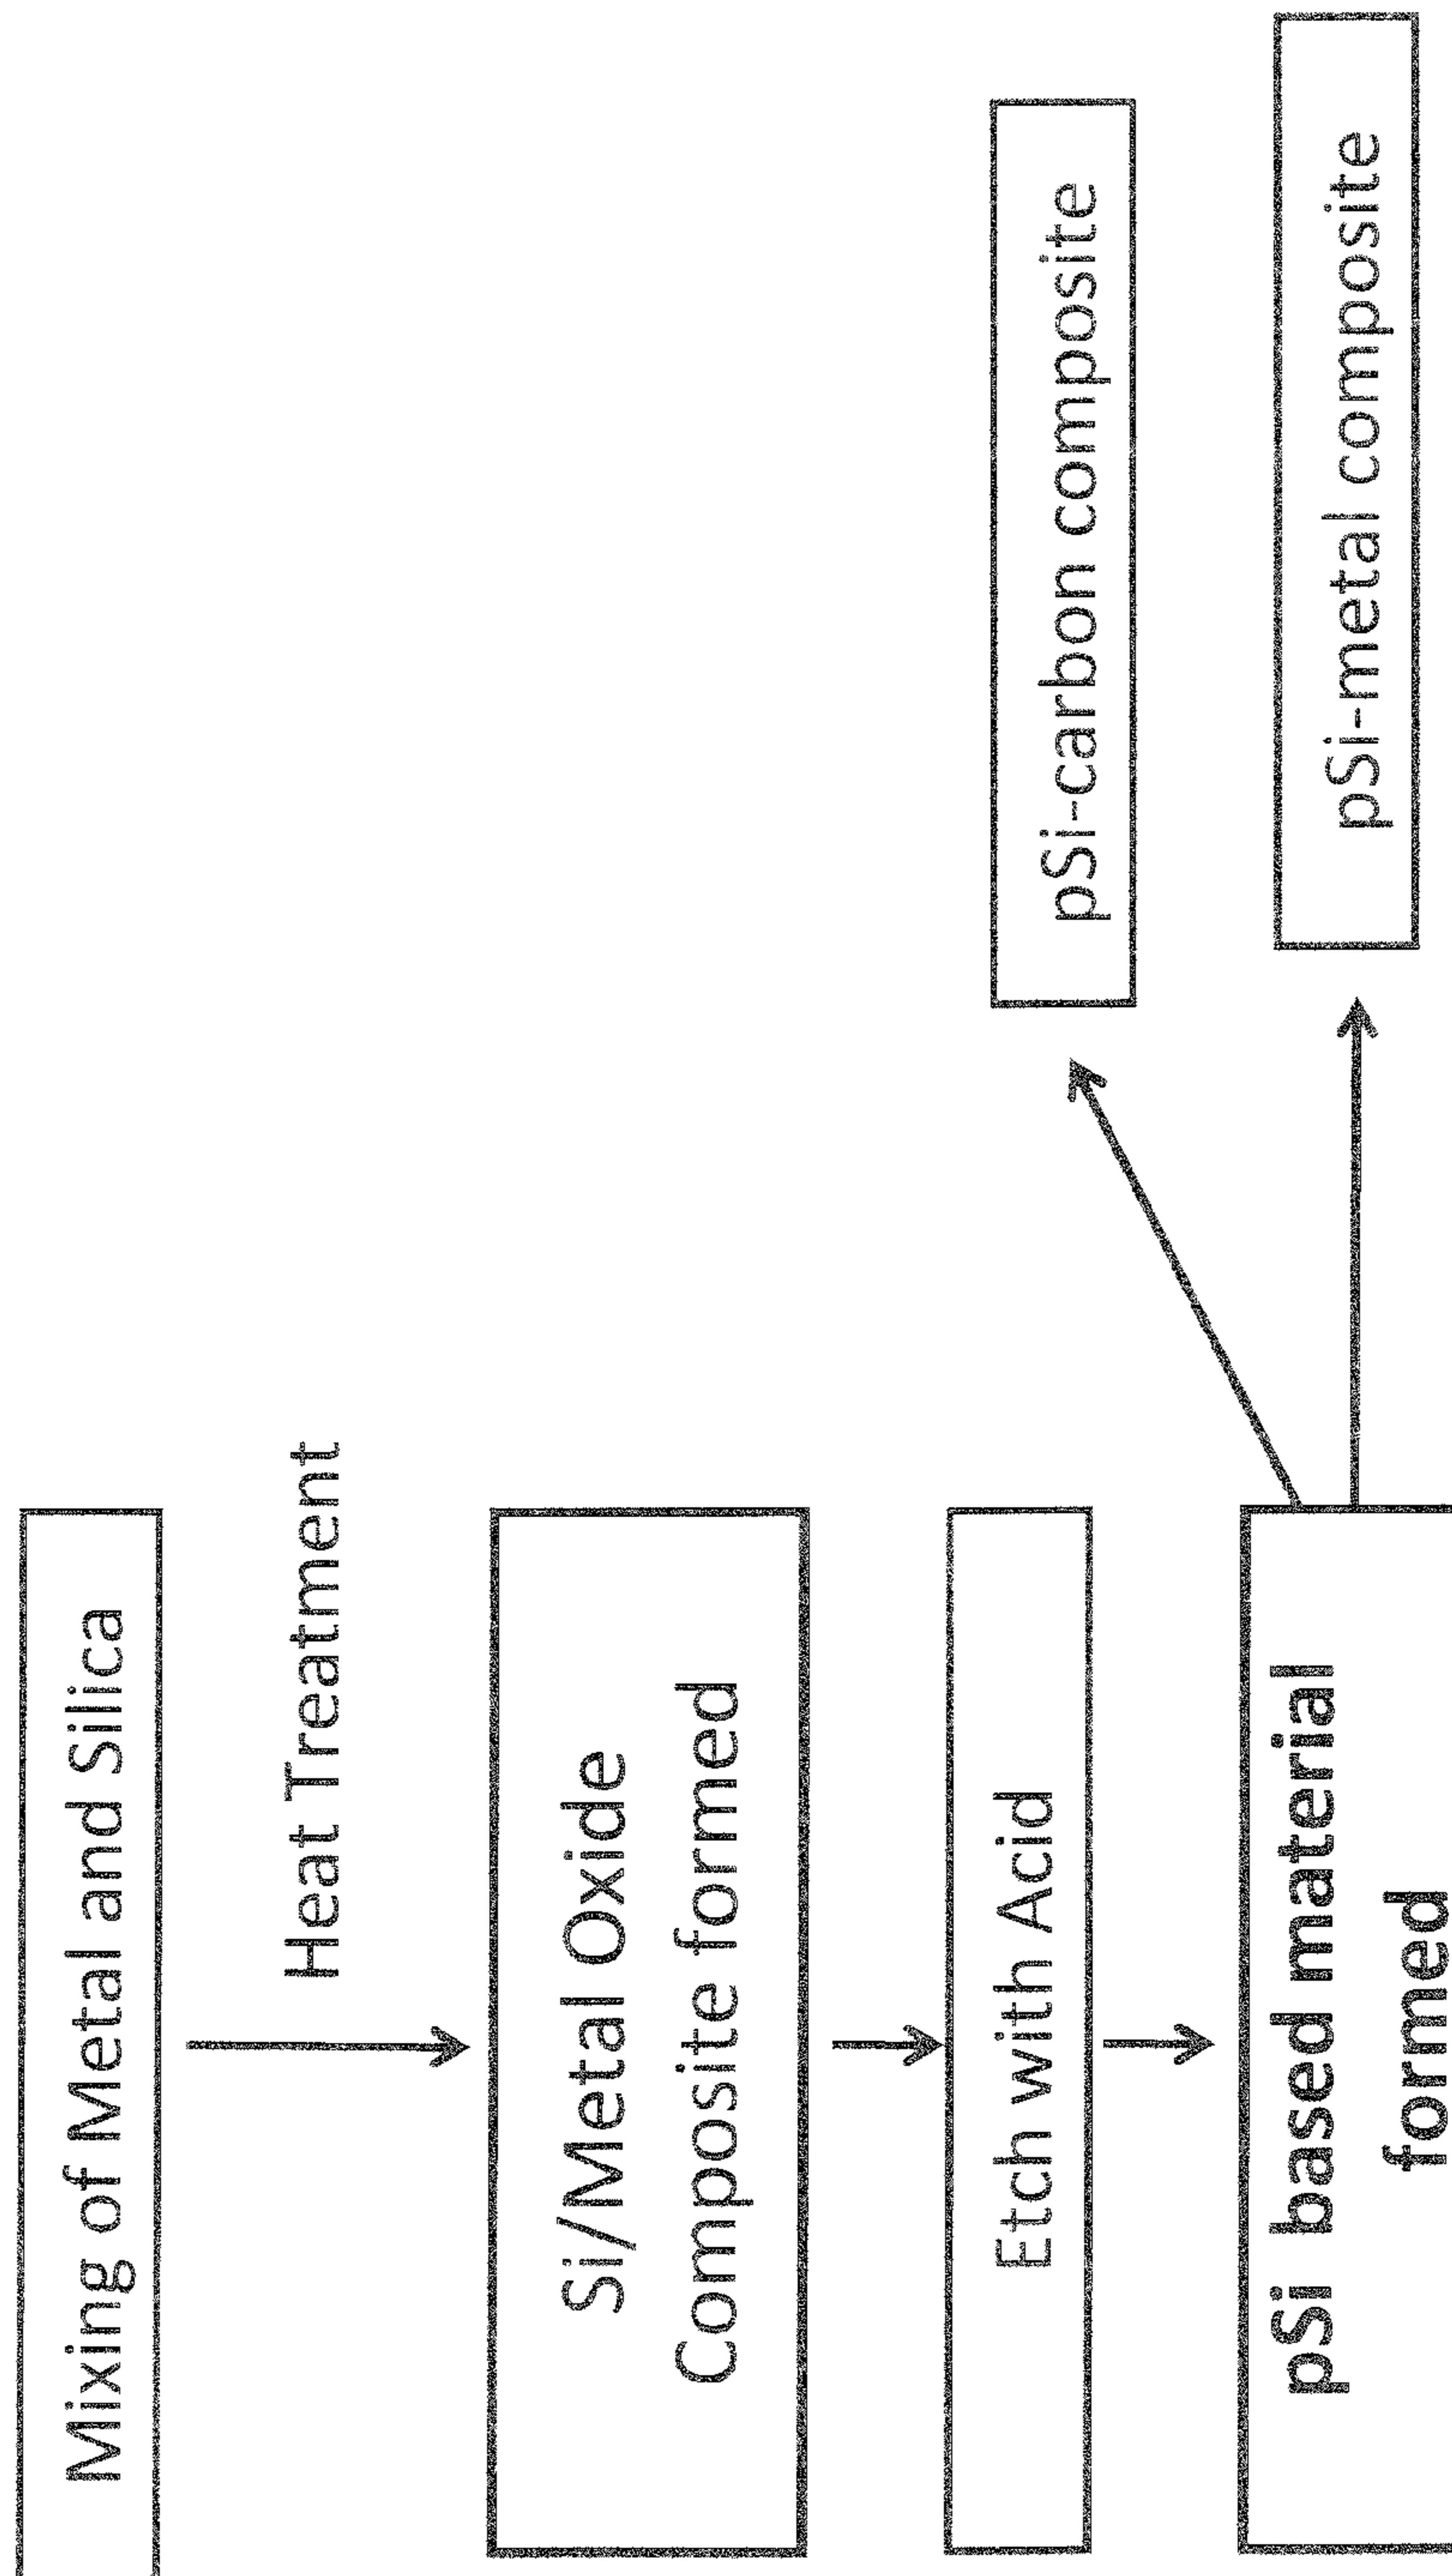 Mixing of Metal and Silica
Heat Treatment
Si/Metal Oxide
Composite formed
Etch with Acid
pSi based material
formed
pSi-carbon composite
pSi-metal composite